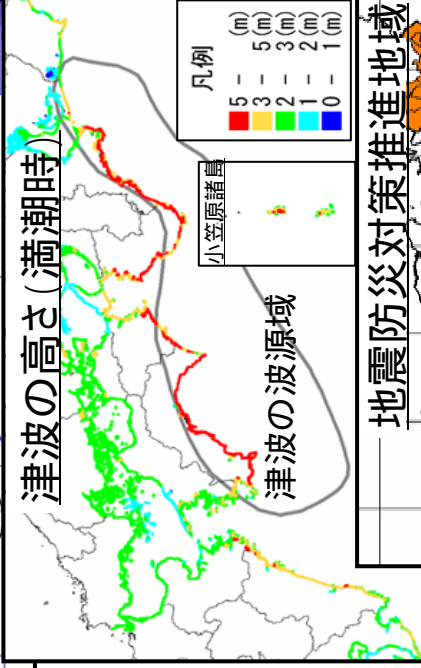 津波の高さ(満潮時)
凡例
5 - (m)
3 - 5(m)
2 - 3(m)
1 - 2(m)
0 - 1(m)
小笠原諸島
津波の波源域
地震防災対策推進地域